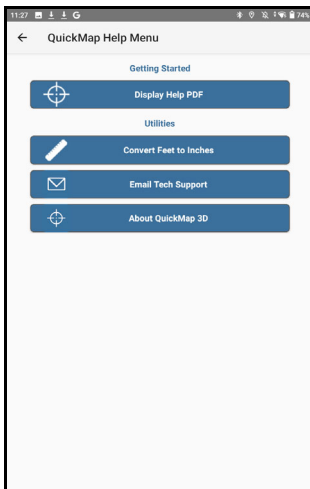 11:27 G 74%
QuickMap Help Menu
Getting Started
Display Help PDF
Utilities
Convert Feet to Inches
Email Tech Support
About QuickMap 3D